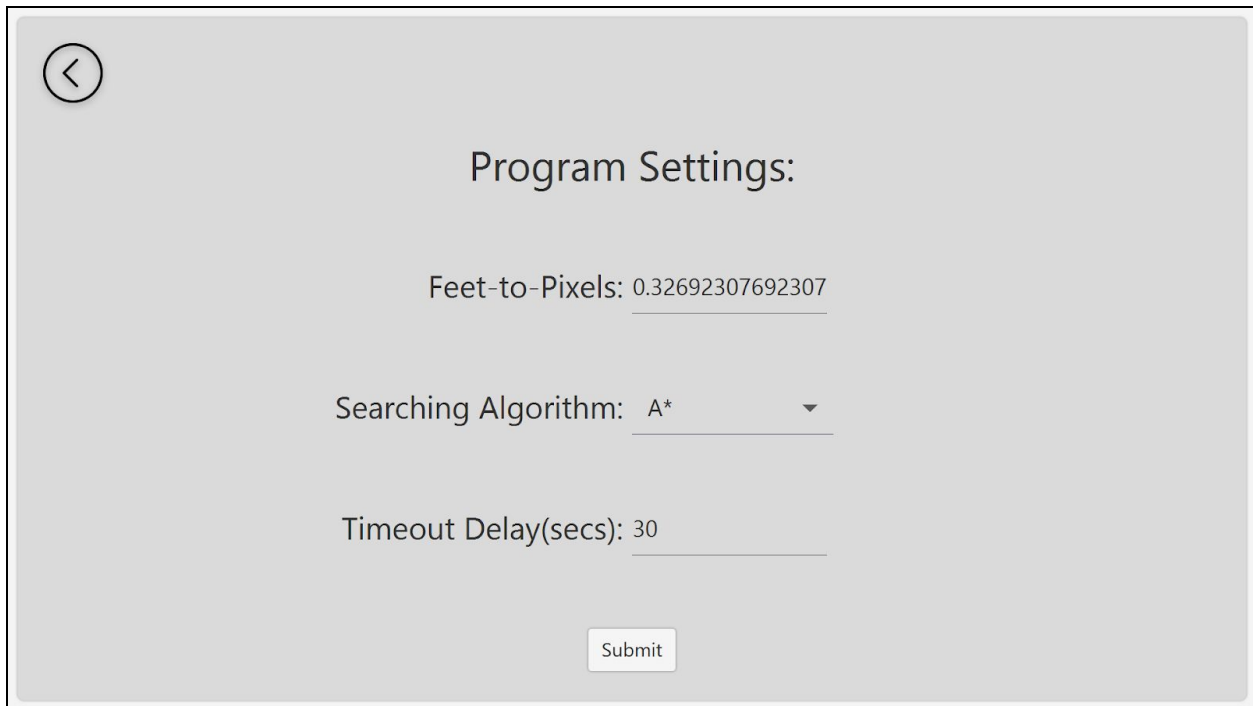 Program Settings:
Feet-to-Pixels: 0.32692307692307
Searching Algorithm: A*
Timeout Delay(secs): 30
Submit